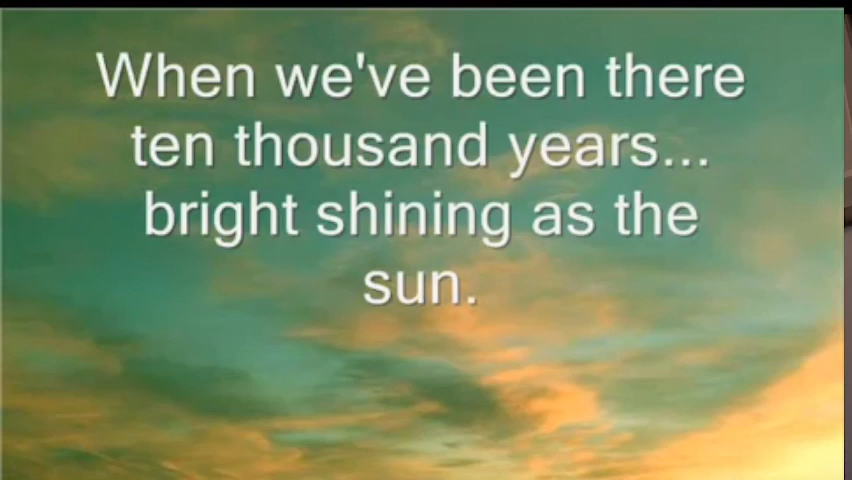 When we've been there
ten thousand years...
bright shining as the
sun.